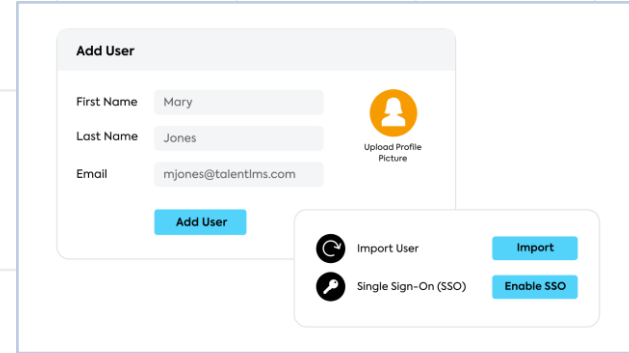 Add User
First Name Mary
Last Name Jones
Email mjones@talentlms.com
Upload Profile
Picture
Add User
Import User Import
Single Sign-On (SSO) Enable SSO